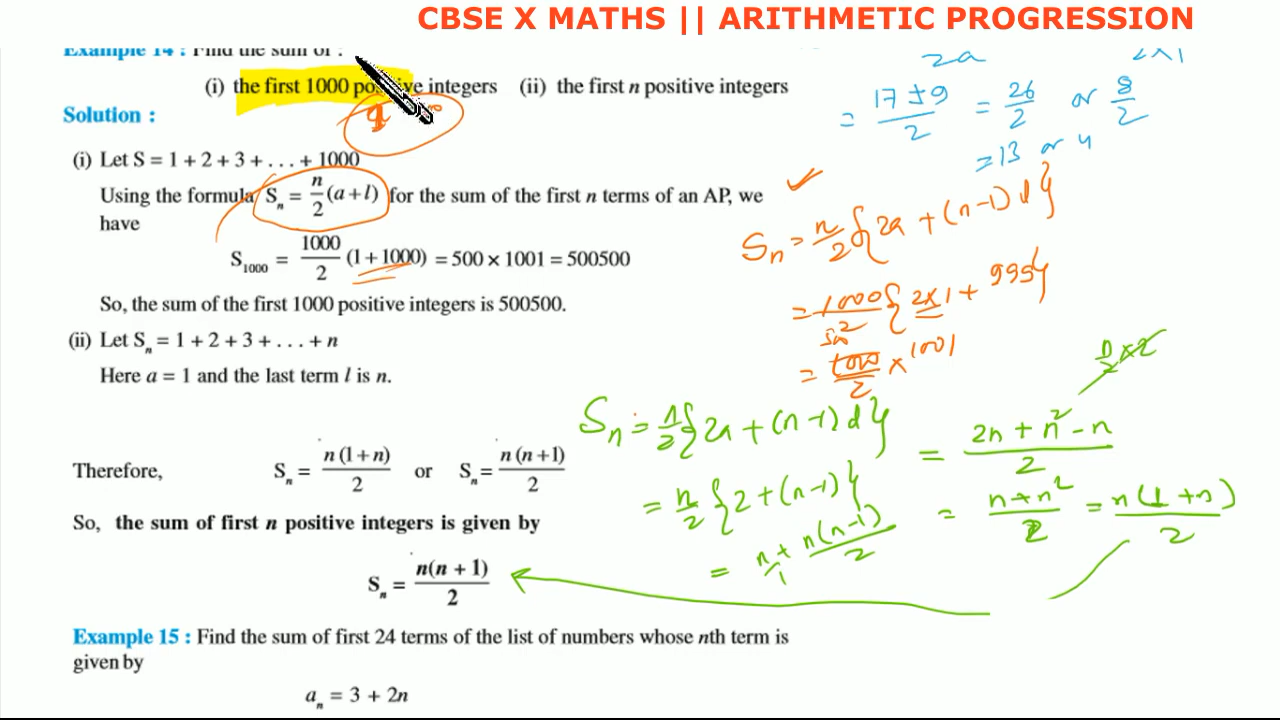 CBSE X MATHS || ARITHMETIC PROGRESSION
Example 14 : Find the sum of :
(i) the first 1000 positive integers (ii) the first n positive integers
Solution :
(i) Let S = 1 + 2 + 3 + . . . + 1000
Using the formula Sₙ = n/2 (a + l) for the sum of the first n terms of an AP, we
have
S₁₀₀₀ = 1000/2 (1 + 1000) = 500 × 1001 = 500500
So, the sum of the first 1000 positive integers is 500500.
(ii) Let Sₙ = 1 + 2 + 3 + . . . + n
Here a = 1 and the last term l is n.
Therefore, Sₙ = n (1 + n)/2 or Sₙ = n (n + 1)/2
So, the sum of first n positive integers is given by
Sₙ = n(n + 1)/2
Example 15 : Find the sum of first 24 terms of the list of numbers whose nth term is
given by
aₙ = 3 + 2n
2a 2×1
= 17 ± 9/2 = 26/2 or 8/2
= 13 or 4
Sₙ = n/2 {2a + (n-1) d}
= 1000/2 {2×1 + 999}
= 1000/2 × 1001
n/2 × 2
Sₙ = n/2 {2a + (n-1) d}
= n/2 {2 + (n-1)}
= n/1 + n(n-1)/2
= 2n + n² - n/2
= n + n²/2 = n(1 + n)/2